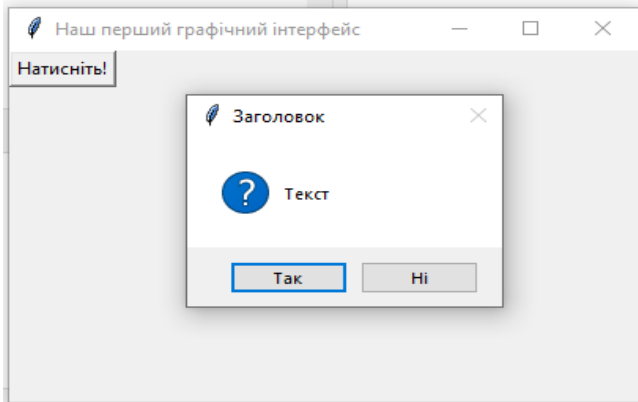 Наш перший графічний інтерфейс
Натисніть!
Заголовок
Текст
Так
Ні